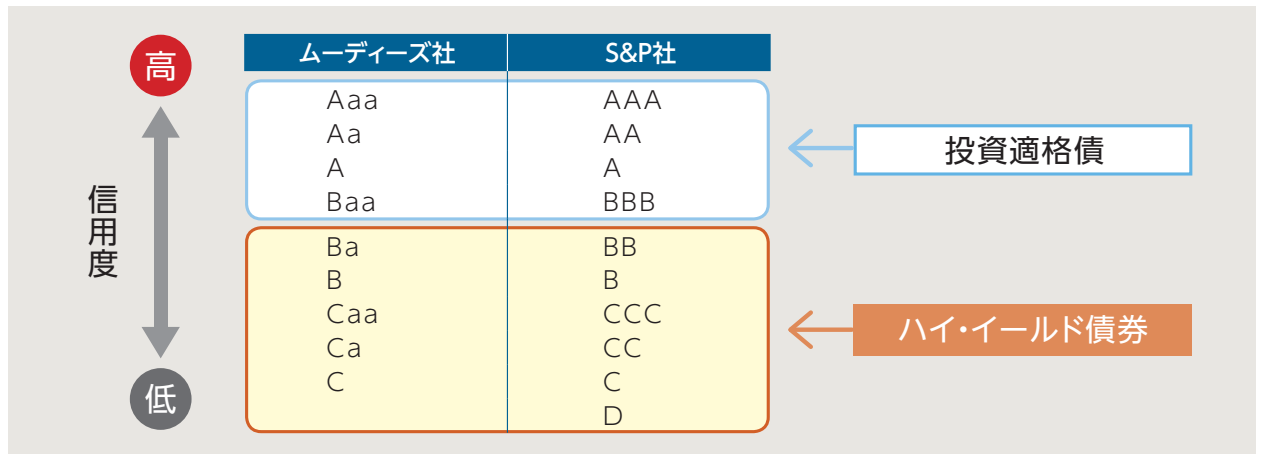 高
信用度
低
ムーディーズ社 S&P社
Aaa AAA
Aa AA
A A
Baa BBB
投資適格債
Ba BB
B B
Caa CCC
Ca CC
C C
D
ハイ・イールド債券